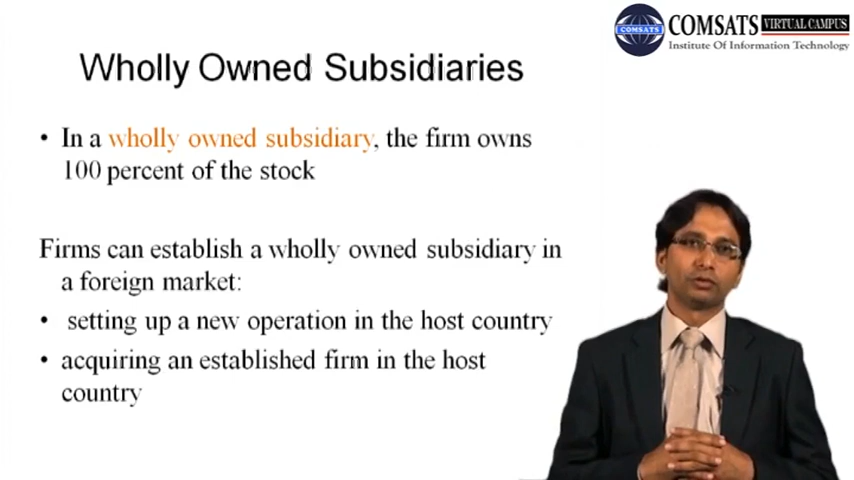 COMSATS VIRTUAL CAMPUS
COMSATS
Institute Of Information Technology
Wholly Owned Subsidiaries
• In a wholly owned subsidiary, the firm owns
100 percent of the stock
Firms can establish a wholly owned subsidiary in
a foreign market:
• setting up a new operation in the host country
• acquiring an established firm in the host
country